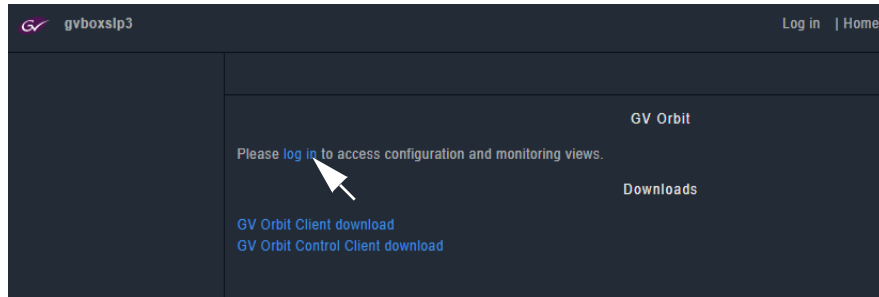 GV gvboxslp3 Log in | Home
GV Orbit
Please log in to access configuration and monitoring views.
Downloads
GV Orbit Client download
GV Orbit Control Client download